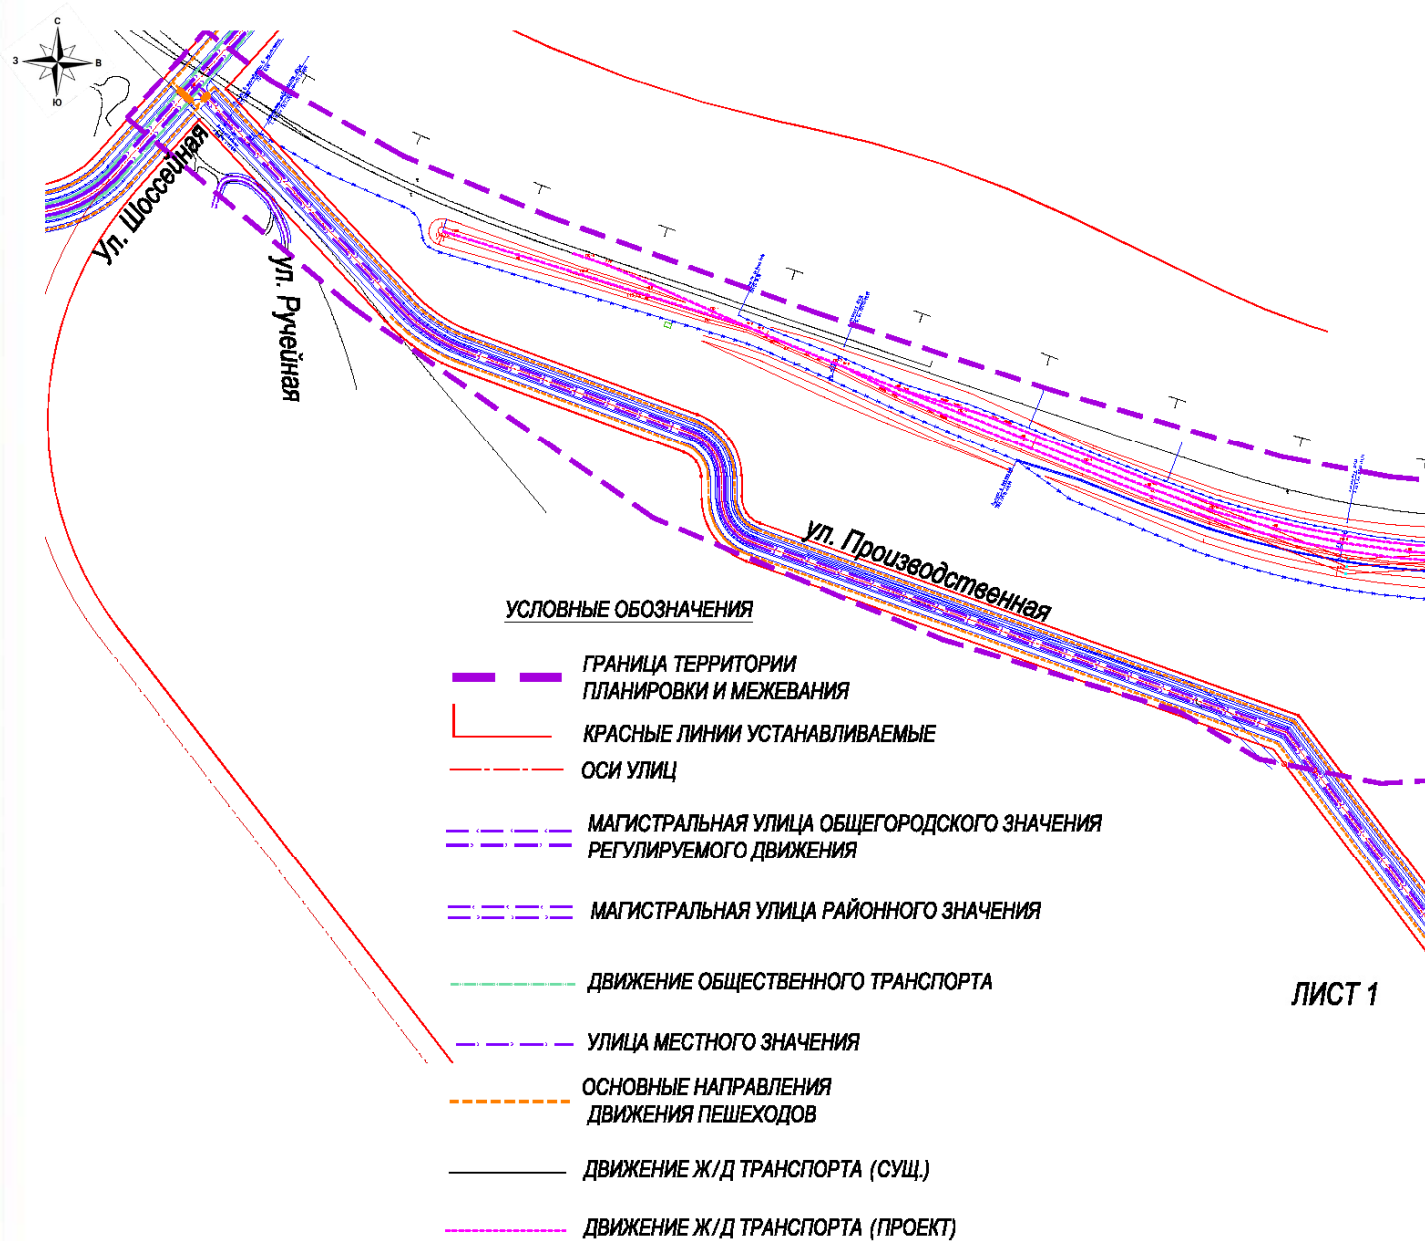 С
З
В
Ю
Ул. Шоссейная
ул. Ручейная
ул. Производственная
УСЛОВНЫЕ ОБОЗНАЧЕНИЯ
ГРАНИЦА ТЕРРИТОРИИ
ПЛАНИРОВКИ И МЕЖЕВАНИЯ
КРАСНЫЕ ЛИНИИ УСТАНАВЛИВАЕМЫЕ
ОСИ УЛИЦ
МАГИСТРАЛЬНАЯ УЛИЦА ОБЩЕГОРОДСКОГО ЗНАЧЕНИЯ
РЕГУЛИРУЕМОГО ДВИЖЕНИЯ
МАГИСТРАЛЬНАЯ УЛИЦА РАЙОННОГО ЗНАЧЕНИЯ
ДВИЖЕНИЕ ОБЩЕСТВЕННОГО ТРАНСПОРТА
ЛИСТ 1
УЛИЦА МЕСТНОГО ЗНАЧЕНИЯ
ОСНОВНЫЕ НАПРАВЛЕНИЯ
ДВИЖЕНИЯ ПЕШЕХОДОВ
ДВИЖЕНИЕ Ж/Д ТРАНСПОРТА (СУЩ.)
ДВИЖЕНИЕ Ж/Д ТРАНСПОРТА (ПРОЕКТ)